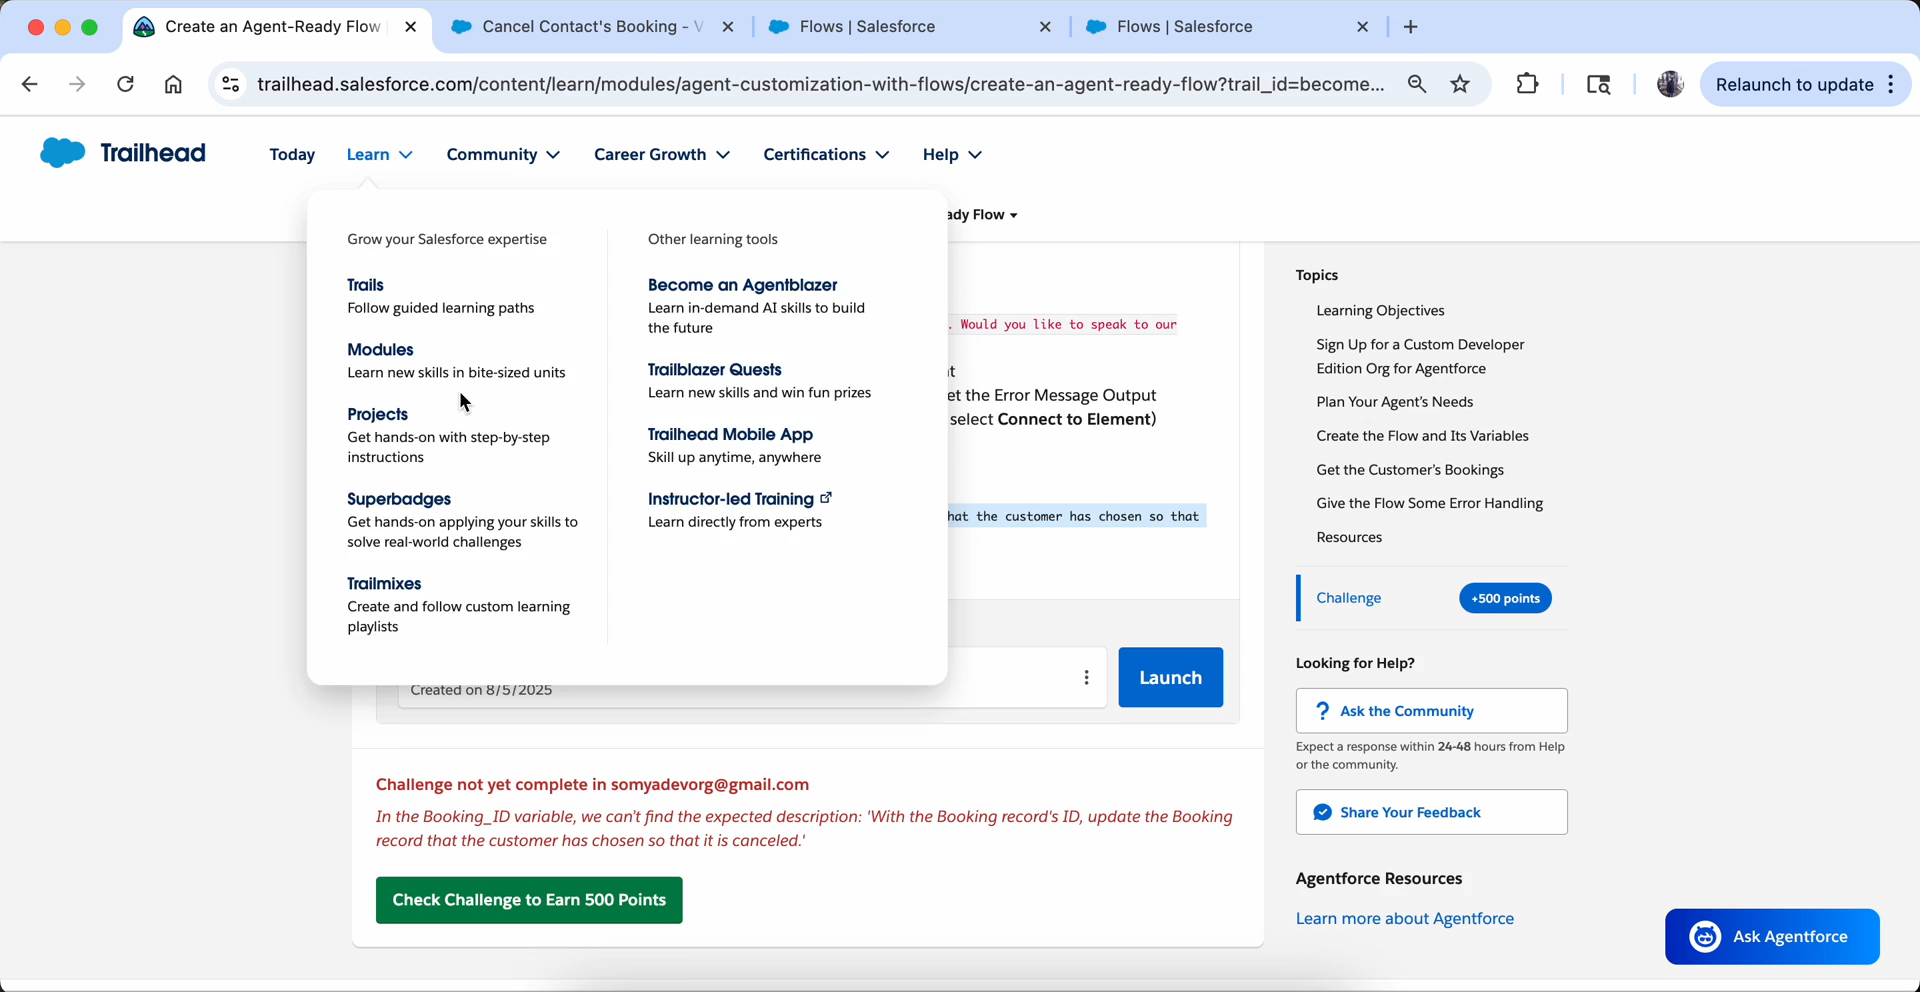 Create an Agent-Ready Flow
Cancel Contact's Booking - V
Flows | Salesforce
Flows | Salesforce
trailhead.salesforce.com/content/learn/modules/agent-customization-with-flows/create-an-agent-ready-flow?trail_id=become...
Relaunch to update
Trailhead
Today
Learn
Community
Career Growth
Certifications
Help
ady Flow
Grow your Salesforce expertise
Trails
Follow guided learning paths
Modules
Learn new skills in bite-sized units
Projects
Get hands-on with step-by-step
instructions
Superbadges
Get hands-on applying your skills to
solve real-world challenges
Trailmixes
Create and follow custom learning
playlists
Other learning tools
Become an Agentblazer
Learn in-demand AI skills to build
the future
Trailblazer Quests
Learn new skills and win fun prizes
Trailhead Mobile App
Skill up anytime, anywhere
Instructor-led Training
Learn directly from experts
. Would you like to speak to our
t
et the Error Message Output
select Connect to Element)
hat the customer has chosen so that
Created on 8/5/2025
Launch
Challenge not yet complete in somyadevorg@gmail.com
In the Booking_ID variable, we can't find the expected description: 'With the Booking record's ID, update the Booking
record that the customer has chosen so that it is canceled.'
Check Challenge to Earn 500 Points
Topics
Learning Objectives
Sign Up for a Custom Developer
Edition Org for Agentforce
Plan Your Agent's Needs
Create the Flow and Its Variables
Get the Customer's Bookings
Give the Flow Some Error Handling
Resources
Challenge
+500 points
Looking for Help?
Ask the Community
Expect a response within 24-48 hours from Help
or the community.
Share Your Feedback
Agentforce Resources
Learn more about Agentforce
Ask Agentforce